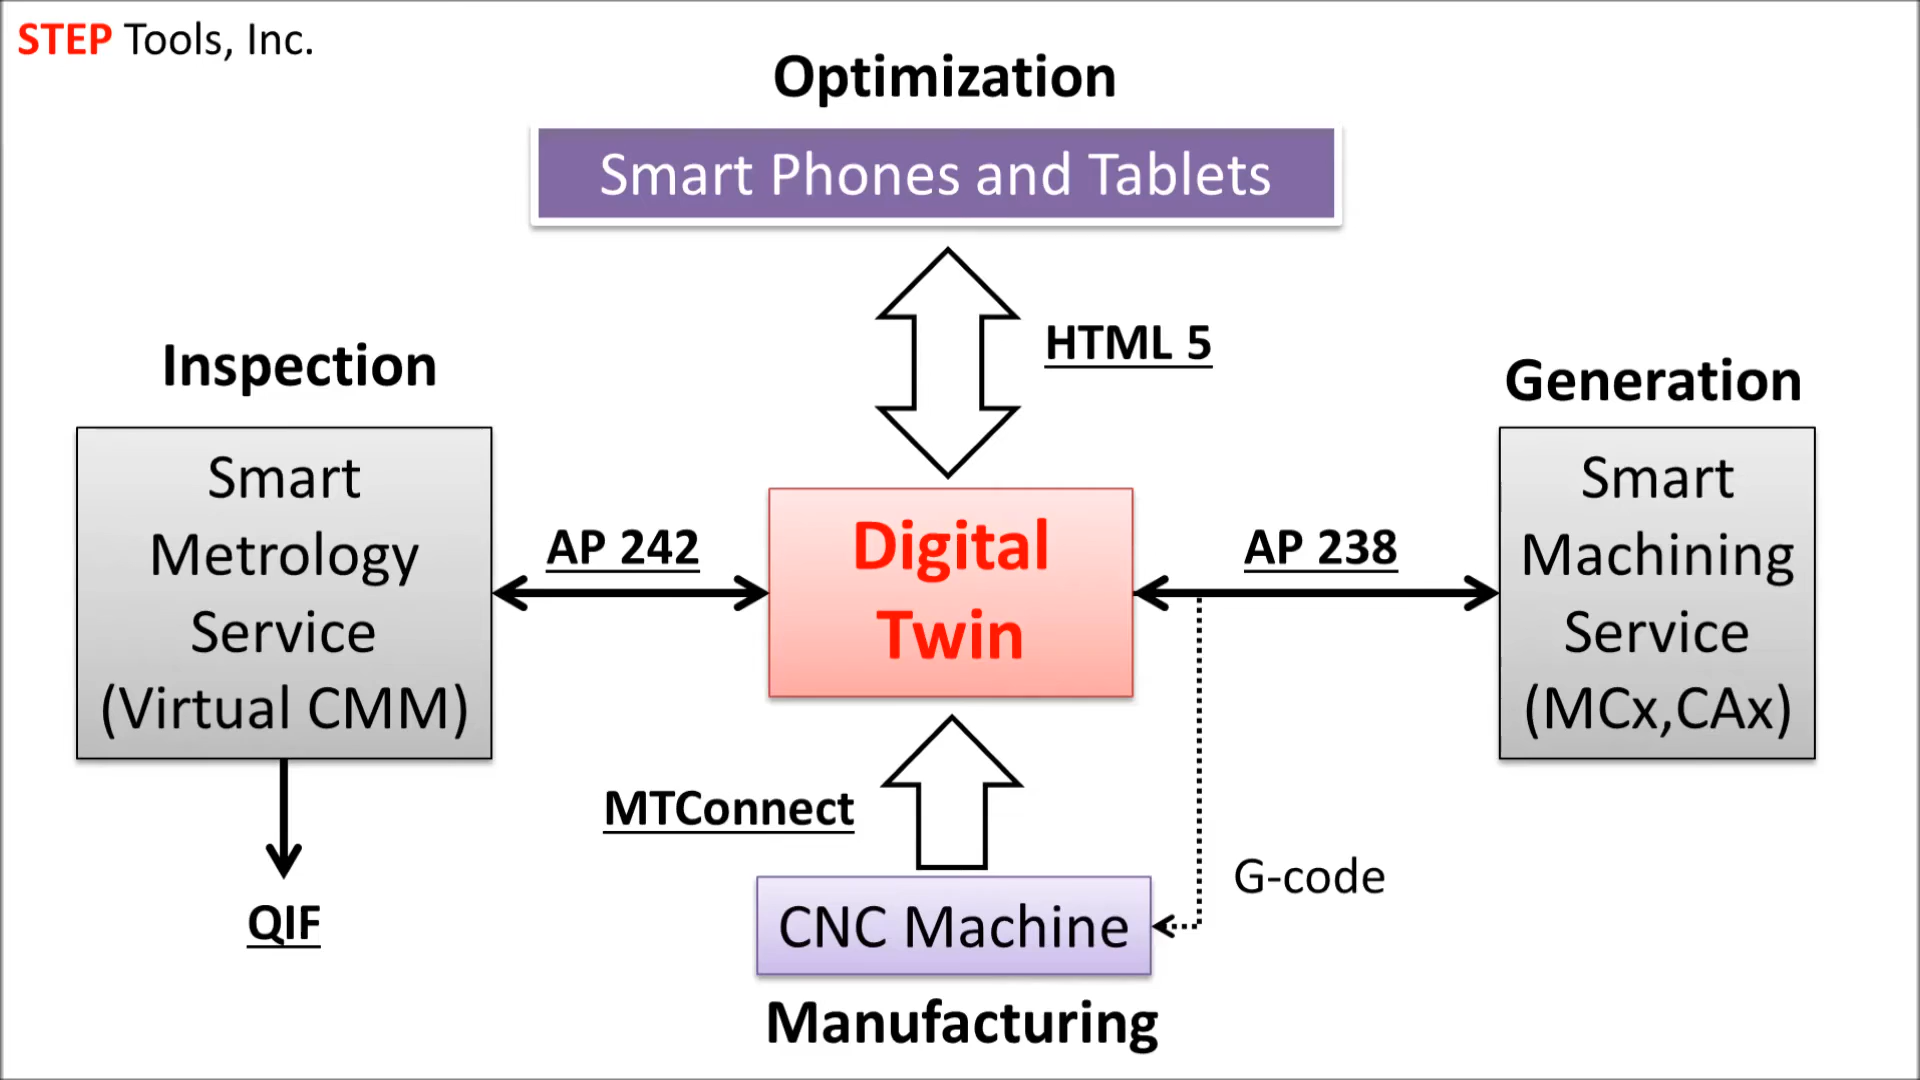 STEP Tools, Inc.
Optimization
Smart Phones and Tablets
HTML 5
Inspection
Smart
Metrology
Service
(Virtual CMM)
AP 242
Digital
Twin
AP 238
Generation
Smart
Machining
Service
(MCx,CAx)
MTConnect
G-code
QIF
CNC Machine
Manufacturing